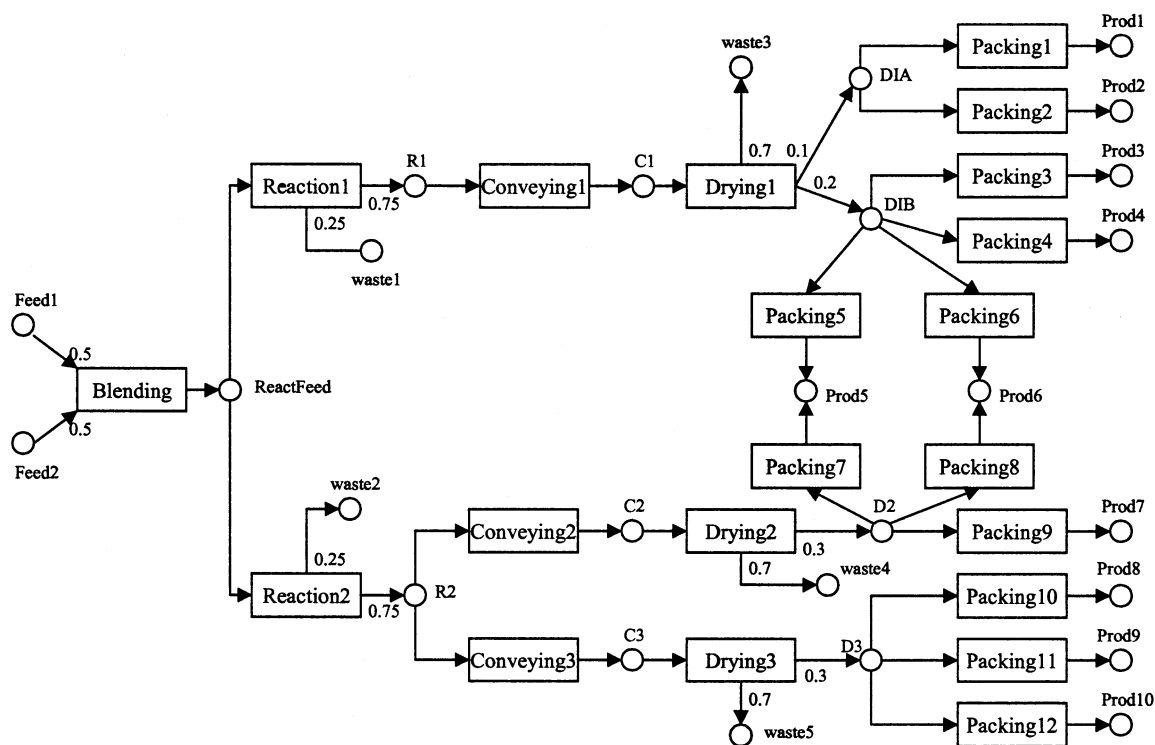 Prod1
waste3
Packing1
DIA
Prod2
Packing2
0.7
0.1
Prod3
R1
C1
Packing3
Reaction1
Conveying1
Drying1
0.2
0.75
DIB
Prod4
0.25
Packing4
waste1
Feed1
Packing5
Packing6
0.5
Blending
ReactFeed
Prod5
Prod6
0.5
Feed2
Packing7
Packing8
waste2
C2
D2
Prod7
Conveying2
Drying2
Packing9
0.3
0.25
0.7
waste4
Prod8
Reaction2
R2
Packing10
0.75
C3
D3
Prod9
Conveying3
Drying3
Packing11
0.3
0.7
Prod10
waste5
Packing12